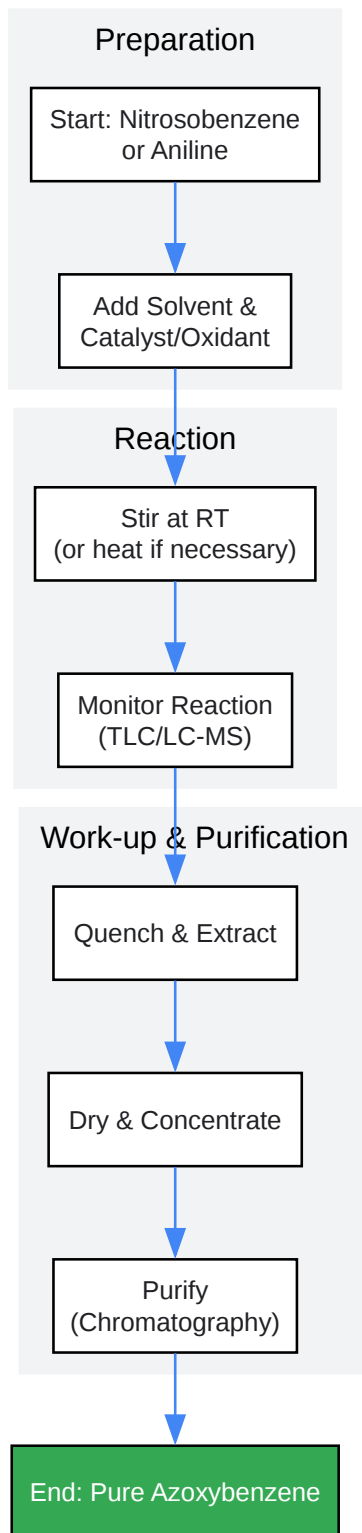 Preparation
Start: Nitrosobenzene
or Aniline
Add Solvent &
Catalyst/Oxidant
Reaction
Stir at RT
(or heat if necessary)
Monitor Reaction
(TLC/LC-MS)
Work-up & Purification
Quench & Extract
Dry & Concentrate
Purify
(Chromatography)
End: Pure Azoxybenzene